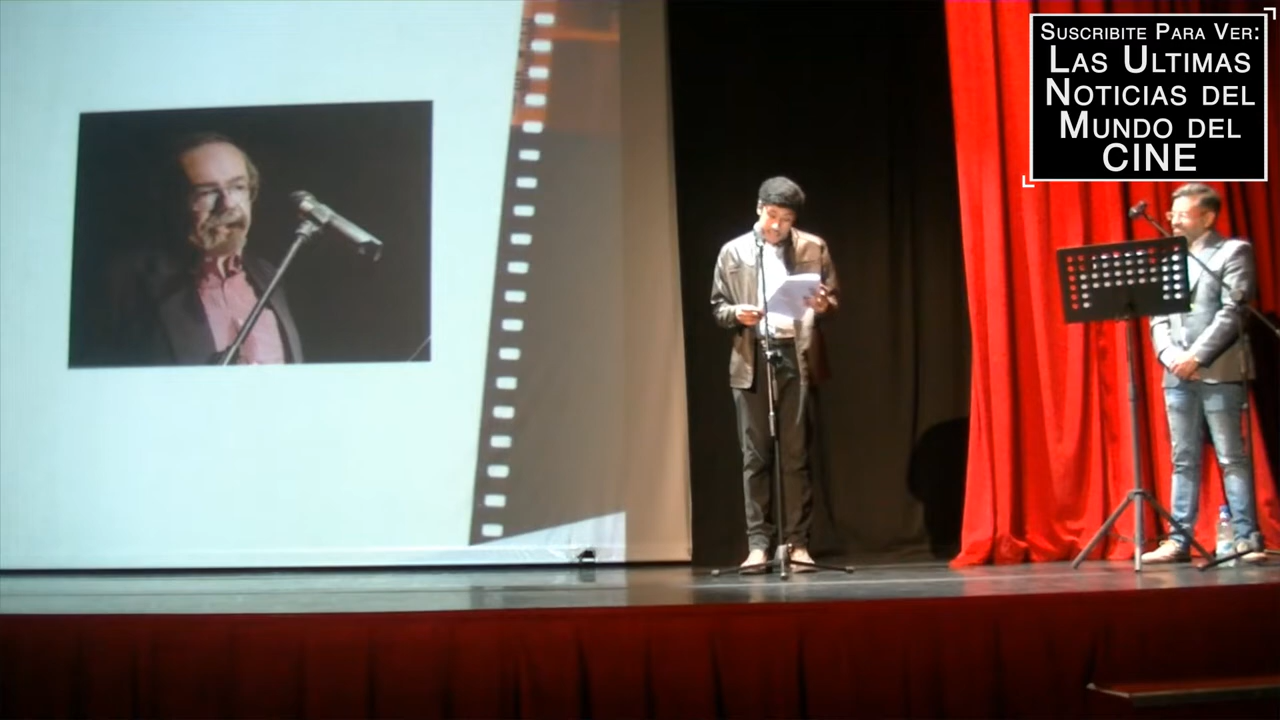 Suscribite Para Ver:
Las Ultimas
Noticias del
Mundo del
CINE